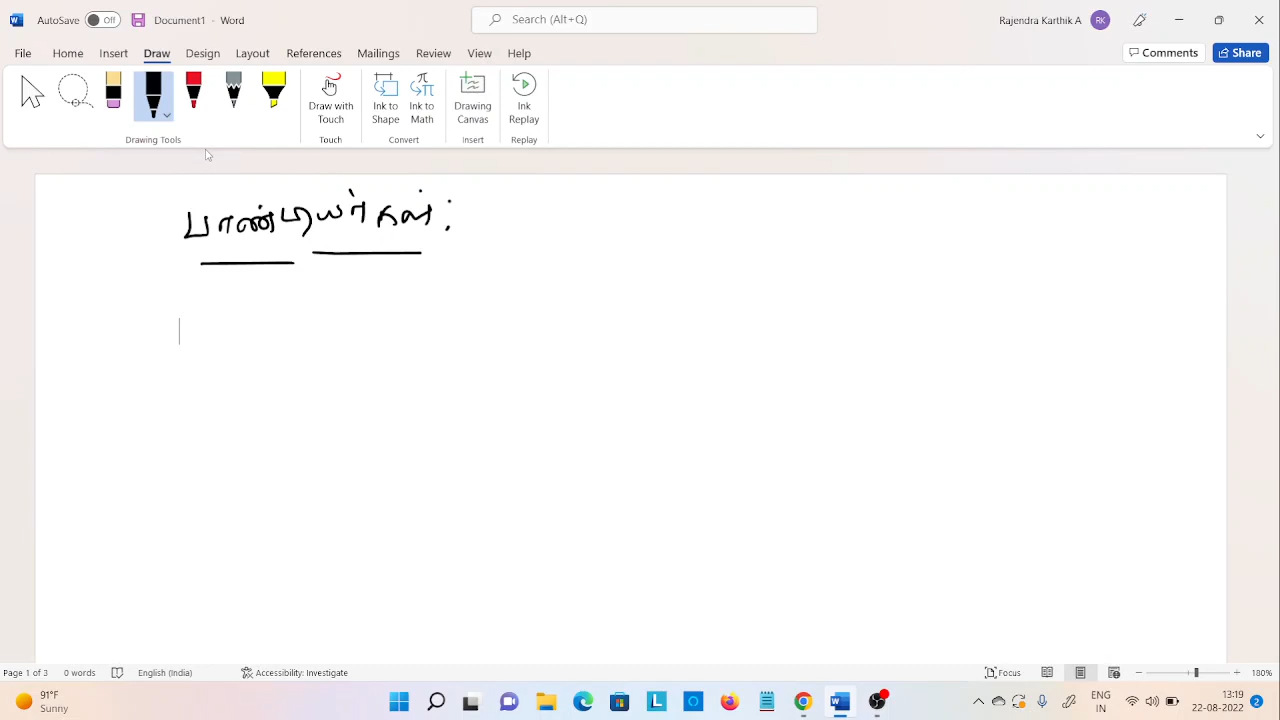 AutoSave Off Document1 - Word Search (Alt+Q) Rajendra Karthik A RK
File Home Insert Draw Design Layout References Mailings Review View Help Comments Share
Draw with Touch Ink to Shape Ink to Math Drawing Canvas Ink Replay
Drawing Tools Touch Convert Insert Replay
பாண்டியர்கள் :
Page 1 of 3 0 words English (India) Accessibility: Investigate Focus 180%
91°F Sunny ENG IN 13:19 22-08-2022 2